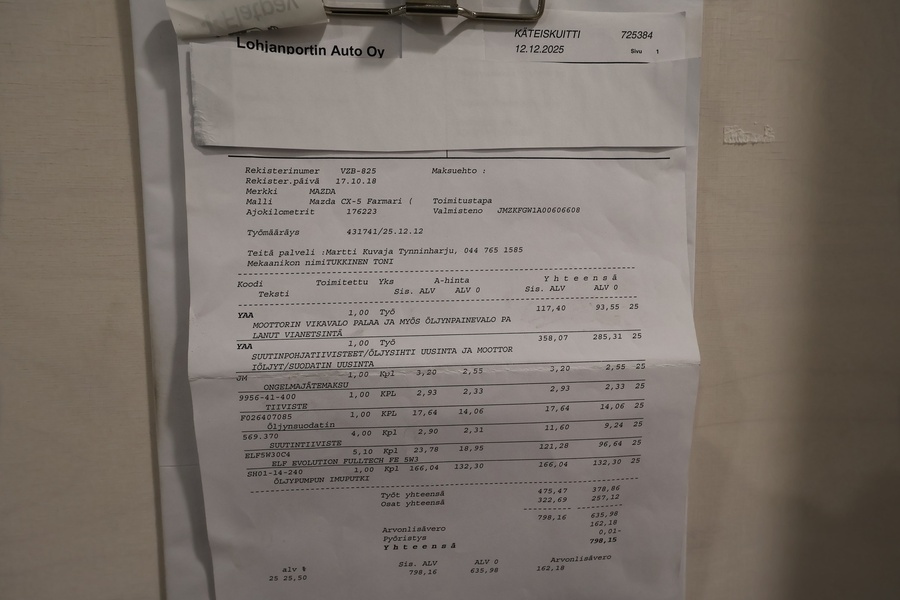 Lohjanportin Auto Oy
KÄTEISKUITTI 725384
12.12.2025 Sivu 1
Rekisterinumer VZB-825 Maksuehto :
Rekister.päivä 17.10.18
Merkki MAZDA
Malli Mazda CX-5 Farmari ( Toimitustapa
Ajokilometrit 176223 Valmisteno JMZKFGW1A00606608
Työmääräys 431741/25.12.12
Teitä palveli :Martti Kuvaja Tynninharju, 044 765 1585
Mekaanikon nimiTUKKINEN TONI
Koodi Toimitettu Yks A-hinta Y h t e e n s ä
Teksti Sis. ALV ALV 0 Sis. ALV ALV 0
YAA 1,00 Työ 117,40 93,55 25
MOOTTORIN VIKAVALO PALAA JA MYÖS ÖLJYNPAINEVALO PA
LANUT VIANETSINTÄ
YAA 1,00 Työ 358,07 285,31 25
SUUTINPOHJATIIVISTEET/ÖLJYSIHTI UUSINTA JA MOOTTOR
IÖLJYT/SUODATIN UUSINTA
JM 1,00 Kpl 3,20 2,55 3,20 2,55 25
ONGELMAJÄTEMAKSU
9956-41-400 1,00 KPL 2,93 2,33 2,93 2,33 25
TIIVISTE
F026407085 1,00 KPL 17,64 14,06 17,64 14,06 25
Öljynsuodatin
569.370 4,00 Kpl 2,90 2,31 11,60 9,24 25
SUUTINTIIVISTE
ELF5W30C4 5,10 Kpl 23,78 18,95 121,28 96,64 25
ELF EVOLUTION FULLTECH FE 5W3
SH01-14-240 1,00 Kpl 166,04 132,30 166,04 132,30 25
ÖLJYPUMPUN IMUPUTKI
Työt yhteensä 475,47 378,86
Osat yhteensä 322,69 257,12
798,16 635,98
Arvonlisävero 162,18
Pyöristys 0,01-
Y h t e e n s ä 798,15
alv % Sis. ALV ALV 0 Arvonlisävero
25 25,50 798,16 635,98 162,18